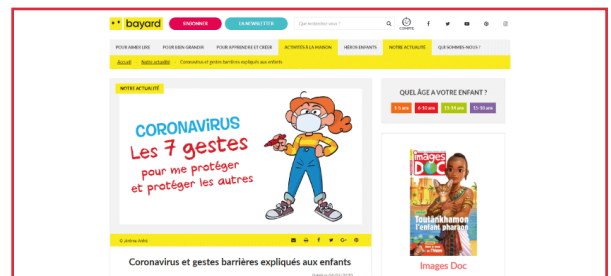 bayard
S'ABONNER
LA NEWSLETTER
Que recherchez-vous ?
COMPTE
POUR AIMER LIRE
POUR BIEN GRANDIR
POUR APPRENDRE ET CRÉER
ACTIVITÉS À LA MAISON
HÉROS ENFANTS
NOTRE ACTUALITÉ
QUI SOMMES-NOUS ?
Accueil
Notre actualité
Coronavirus et gestes barrières expliqués aux enfants
NOTRE ACTUALITÉ
CORONAVIRUS
Les 7 gestes
pour me protéger
et protéger les autres
Coronavirus et gestes barrières expliqués aux enfants
QUEL ÂGE A VOTRE ENFANT ?
1-5 ans
6-10 ans
11-14 ans
15-18 ans
images
DOC
Toutânkhamon
l'enfant pharaon
Images Doc